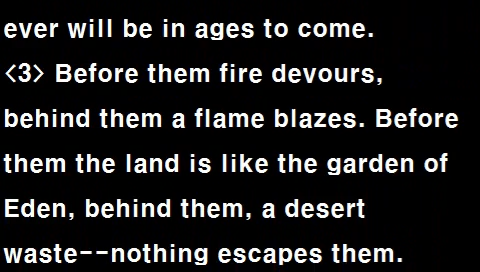 ever will be in ages to come.
<3> Before them fire devours,
behind them a flame blazes. Before
them the land is like the garden of
Eden, behind them, a desert
waste--nothing escapes them.